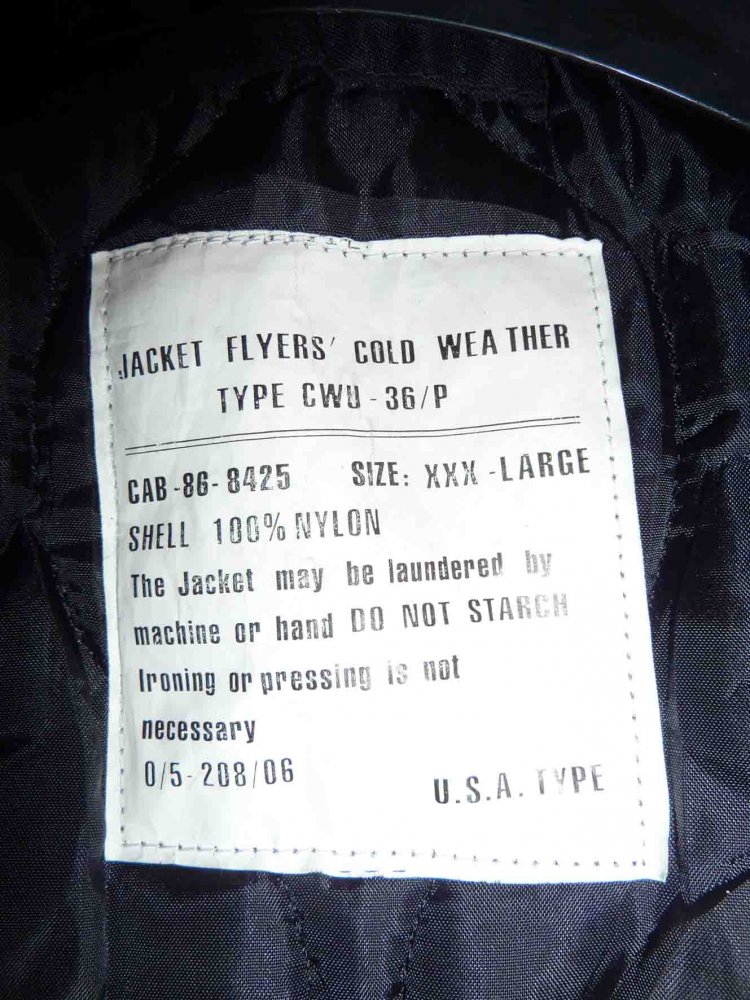 JACKET FLYERS' COLD WEATHER
TYPE CWU - 36/P
CAB - 86 - 8425 SIZE: XXX - LARGE
SHELL 100% NYLON
The Jacket may be laundered by
machine or hand DO NOT STARCH
Ironing or pressing is not
necessary
0/5 - 208/06
U.S.A. TYPE